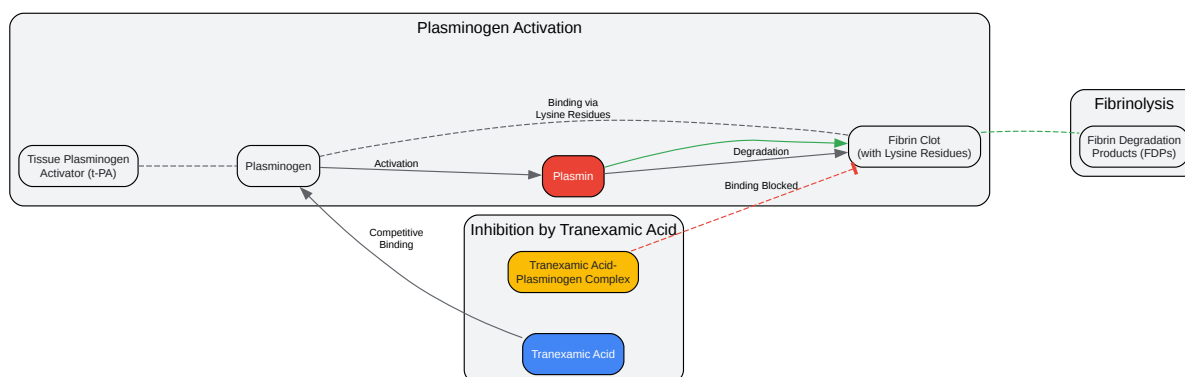 Plasminogen Activation
Fibrinolysis
Binding via
Lysine Residues
Tissue Plasminogen
Activator (t-PA)
Plasminogen
Activation
Plasmin
Degradation
Fibrin Clot
(with Lysine Residues)
Fibrin Degradation
Products (FDPs)
Binding Blocked
Competitive
Binding
Inhibition by Tranexamic Acid
Tranexamic Acid-
Plasminogen Complex
Tranexamic Acid